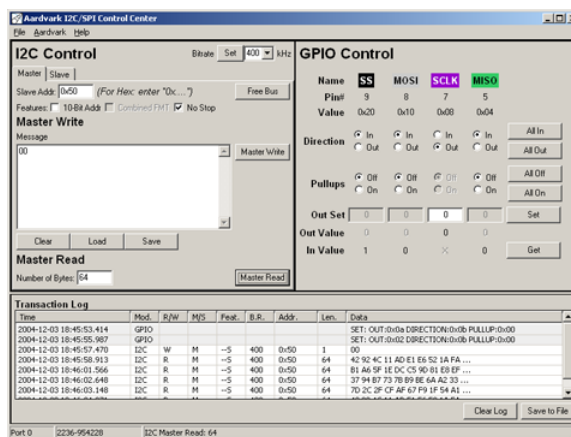 Aardvark I2C/SPI Control Center
File Aardvark Help
I2C Control
Bitrate Set 400 kHz
Master Slave
Slave Addr: 0x50 (For Hex: enter "0x....")
Free Bus
Features: 10-Bit Addr Combined FMT No Stop
Master Write
Message
00
Master Write
Clear Load Save
Master Read
Number of Bytes: 64
Master Read
GPIO Control
Name SS MOSI SCLK MISO
Pin# 9 8 7 5
Value 0x20 0x10 0x08 0x04
Direction In In In In
Out Out Out Out
All In
All Out
Pullups Off Off Off Off
On On On On
All Off
All On
Out Set 0 0 0 0 Set
Out Value 0 0 0 0
In Value 1 0 X 0 Get
Transaction Log
Time Mod. R/W M/S Feat. B.R. Addr. Len. Data
2004-12-03 18:45:53.414 GPIO SET: OUT:0x0a DIRECTION:0x0b PULLUP:0x00
2004-12-03 18:45:55.987 GPIO SET: OUT:0x02 DIRECTION:0x0b PULLUP:0x00
2004-12-03 18:45:57.470 I2C W M --S 400 0x50 1 00
2004-12-03 18:45:58.913 I2C R M --S 400 0x50 64 42 92 4C 11 AD E1 E6 52 1A FA ...
2004-12-03 18:46:01.566 I2C R M --S 400 0x50 64 B1 A6 5F 1E DC C5 9D 81 E8 EF ...
2004-12-03 18:46:02.648 I2C R M --S 400 0x50 64 37 94 B7 73 7B B9 BE 6A A2 33 ...
2004-12-03 18:46:03.148 I2C R M --S 400 0x50 64 7D 2C 2F CF AF 67 F9 1F 54 A1 ...
Clear Log Save to File
Port 0 2236-954228 I2C Master Read: 64